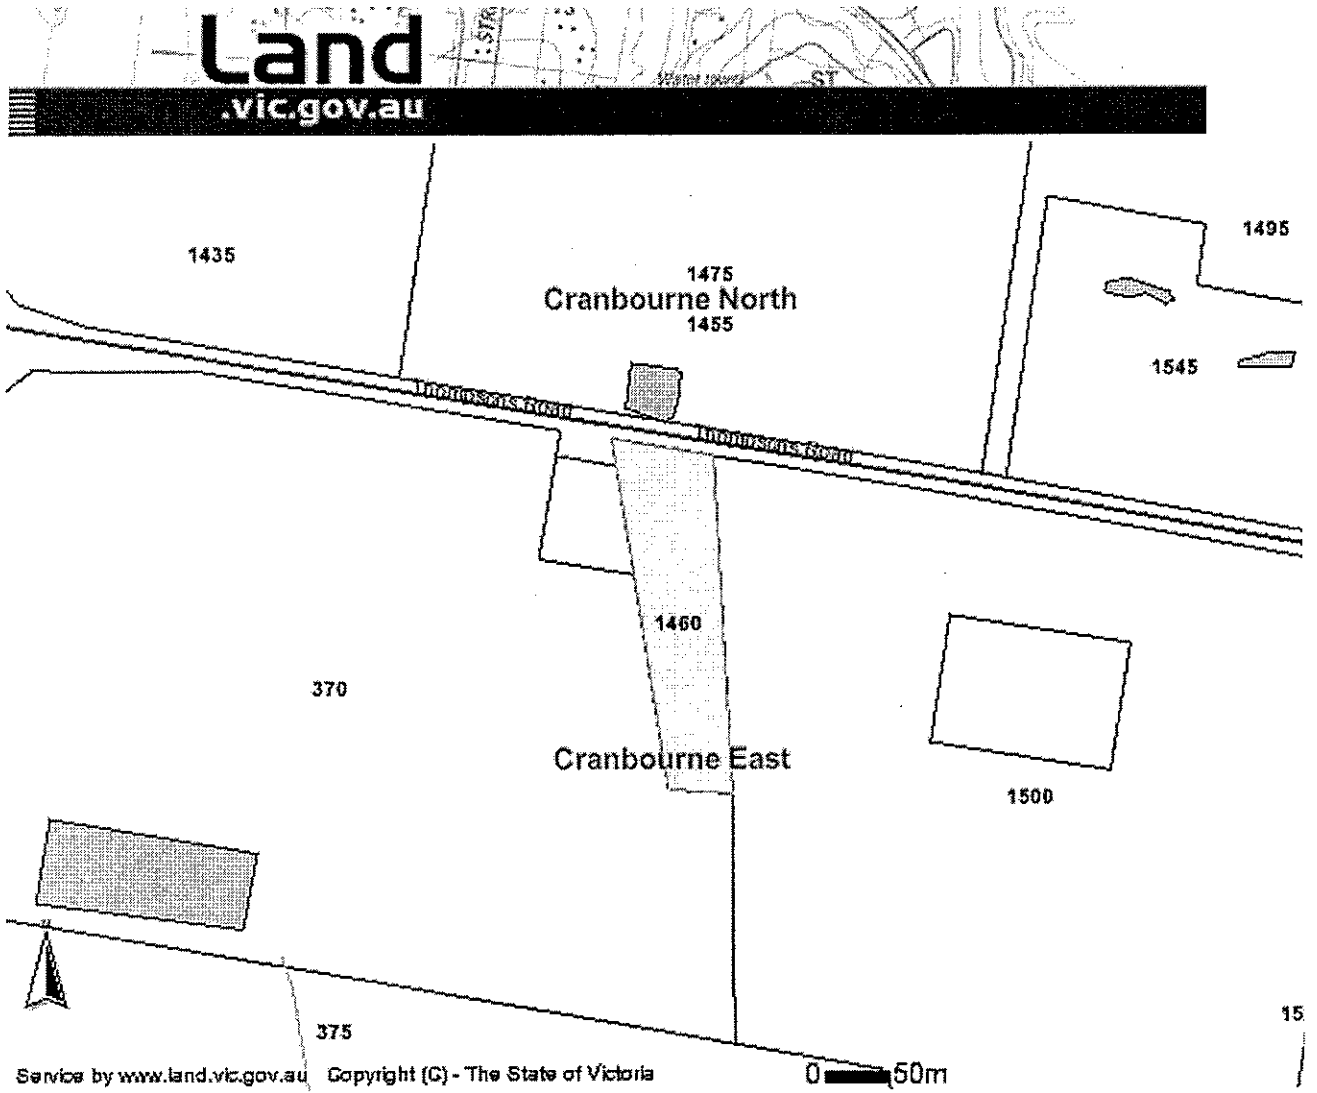 Land
ST
.vic.gov.au
1435
1495
1475
Cranbourne North
1455
1545
Thompsons Road
Thompsons Road
1460
370
Cranbourne East
1500
375
15
Service by www.land.vic.gov.au Copyright (C) - The State of Victoria
0 50m